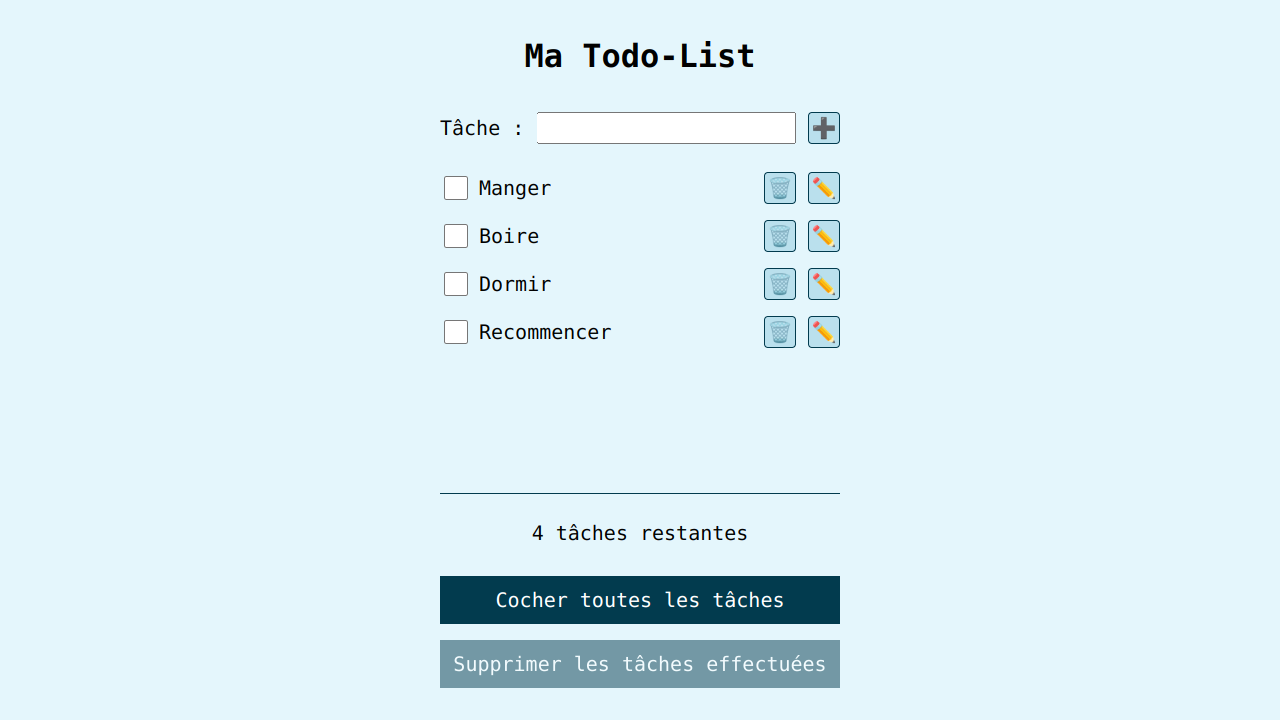 Ma Todo-List
Tâche :
Manger
Boire
Dormir
Recommencer
4 tâches restantes
Cocher toutes les tâches
Supprimer les tâches effectuées